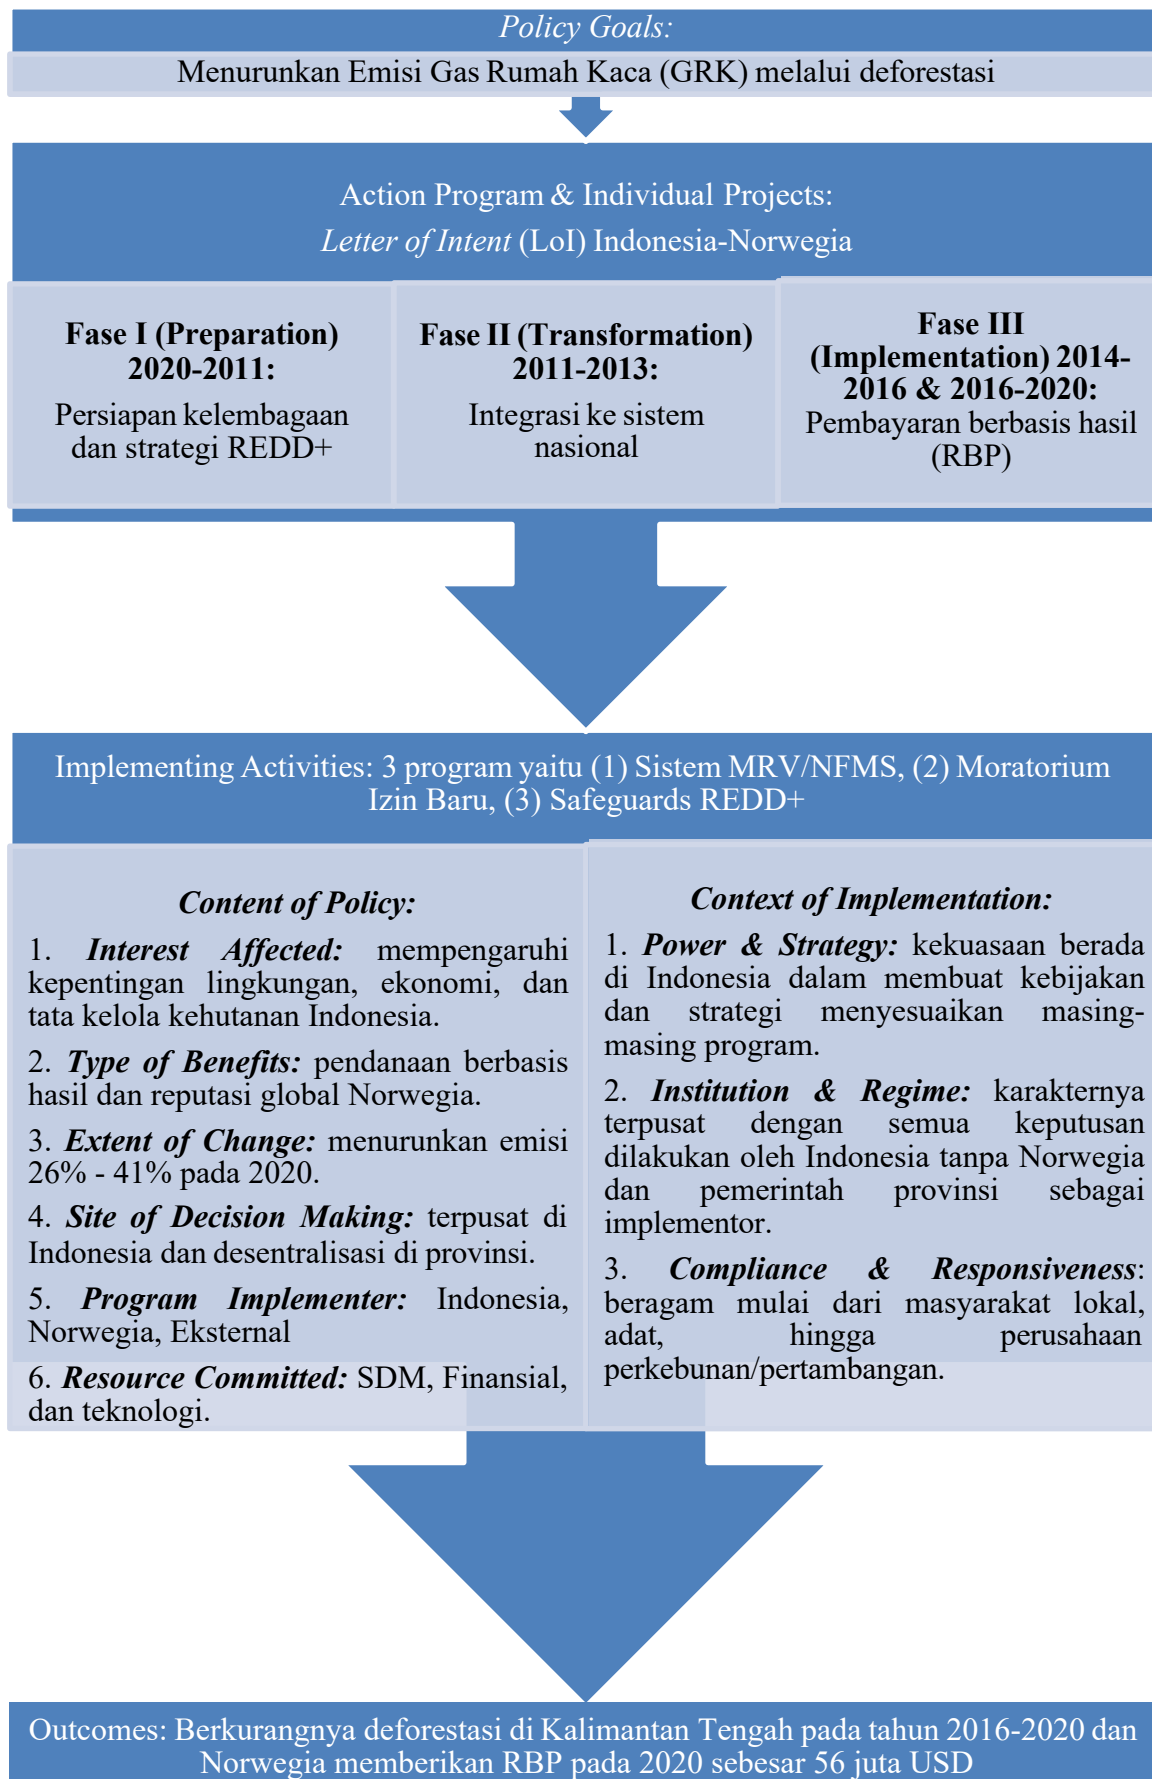 Policy Goals:
Menurunkan Emisi Gas Rumah Kaca (GRK) melalui deforestasi
Action Program & Individual Projects:
Letter of Intent (LoI) Indonesia-Norwegia
Fase I (Preparation)
2020-2011:
Persiapan kelembagaan
dan strategi REDD+
Fase II (Transformation)
2011-2013:
Integrasi ke sistem
nasional
Fase III
(Implementation) 2014-
2016 & 2016-2020:
Pembayaran berbasis hasil
(RBP)
Implementing Activities: 3 program yaitu (1) Sistem MRV/NFMS, (2) Moratorium
Izin Baru, (3) Safeguards REDD+
Content of Policy:
1. Interest Affected: mempengaruhi
kepentingan lingkungan, ekonomi, dan
tata kelola kehutanan Indonesia.
2. Type of Benefits: pendanaan berbasis
hasil dan reputasi global Norwegia.
3. Extent of Change: menurunkan emisi
26% - 41% pada 2020.
4. Site of Decision Making: terpusat di
Indonesia dan desentralisasi di provinsi.
5. Program Implementer: Indonesia,
Norwegia, Eksternal
6. Resource Committed: SDM, Finansial,
dan teknologi.
Context of Implementation:
1. Power & Strategy: kekuasaan berada
di Indonesia dalam membuat kebijakan
dan strategi menyesuaikan masing-
masing program.
2. Institution & Regime: karakternya
terpusat dengan semua keputusan
dilakukan oleh Indonesia tanpa Norwegia
dan pemerintah provinsi sebagai
implementor.
3. Compliance & Responsiveness:
beragam mulai dari masyarakat lokal,
adat, hingga perusahaan
perkebunan/pertambangan.
Outcomes: Berkurangnya deforestasi di Kalimantan Tengah pada tahun 2016-2020 dan
Norwegia memberikan RBP pada 2020 sebesar 56 juta USD